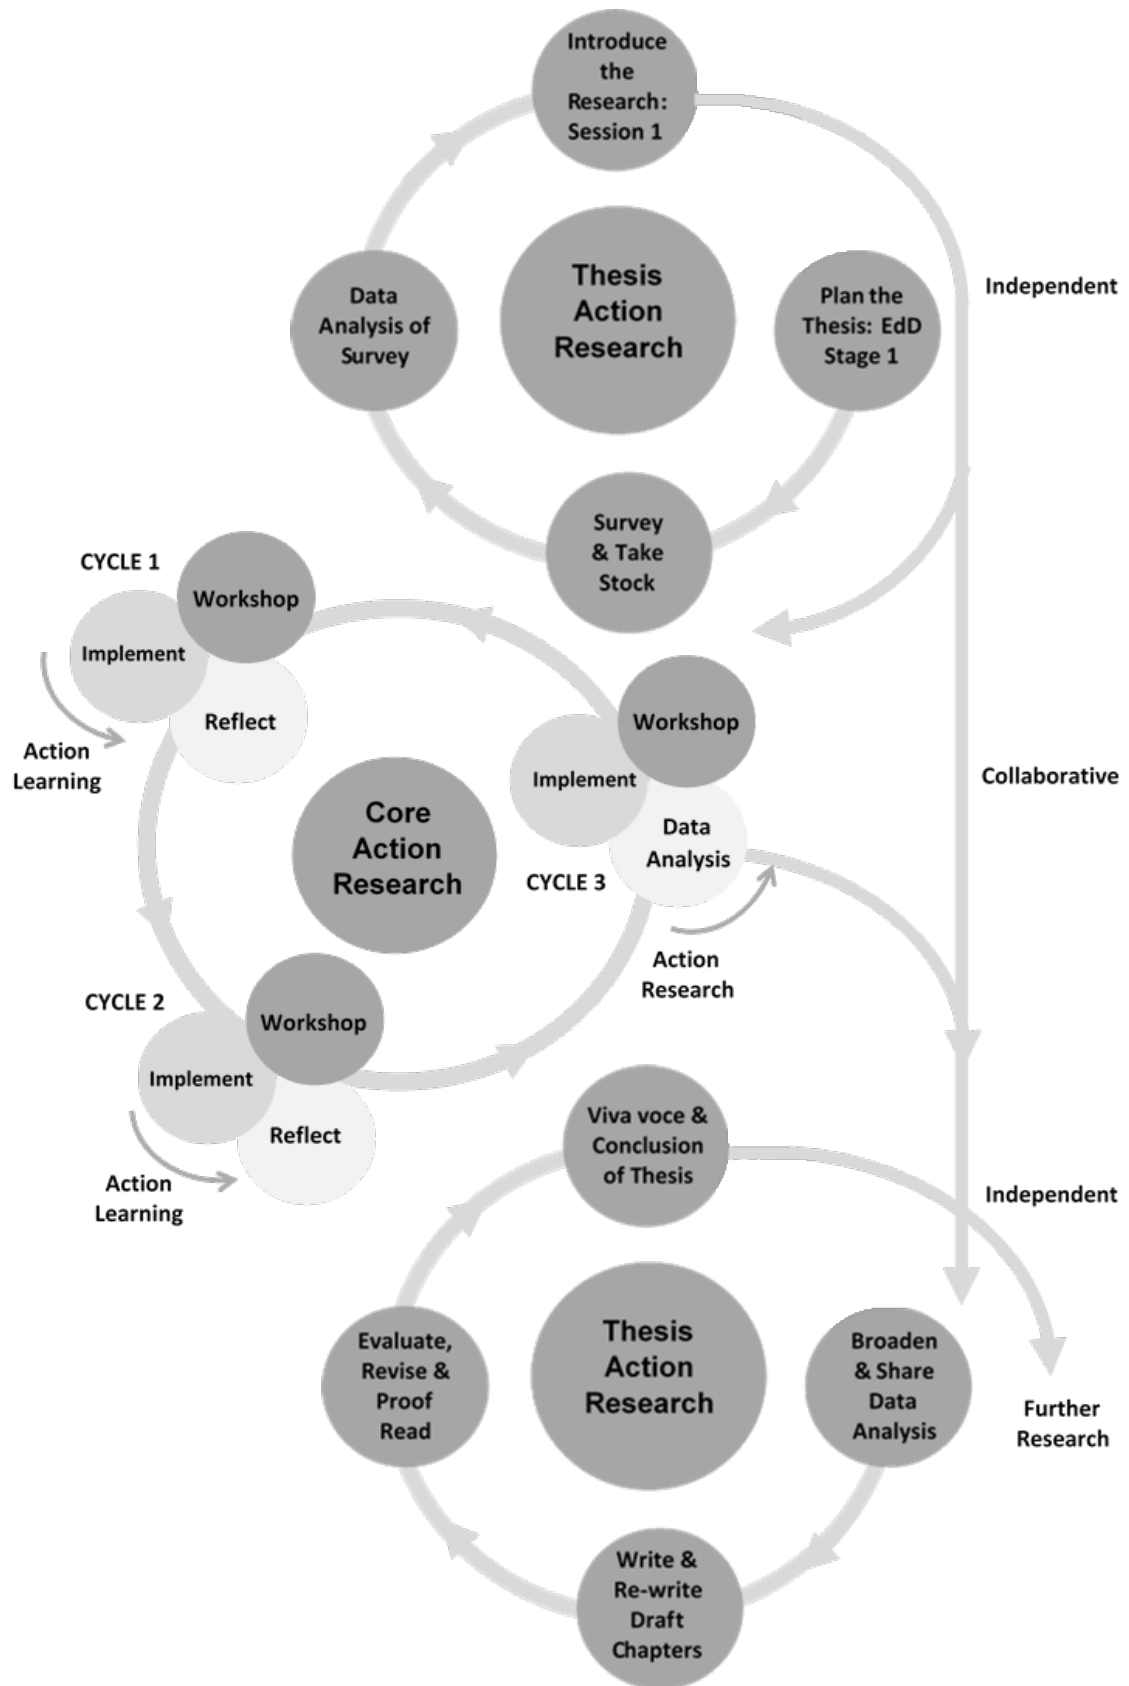 Introduce
the
Research:
Session 1
Thesis
Action
Research
Independent
Data
Analysis of
Survey
Plan the
Thesis: EdD
Stage 1
Survey
& Take
Stock
CYCLE 1
Workshop
Implement
Reflect
Action
Learning
Workshop
Implement
Data
Analysis
CYCLE 3
Action
Research
Collaborative
Core
Action
Research
CYCLE 2
Workshop
Implement
Reflect
Action
Learning
Viva voce &
Conclusion
of Thesis
Independent
Thesis
Action
Research
Evaluate,
Revise &
Proof
Read
Broaden
& Share
Data
Analysis
Further
Research
Write &
Re-write
Draft
Chapters